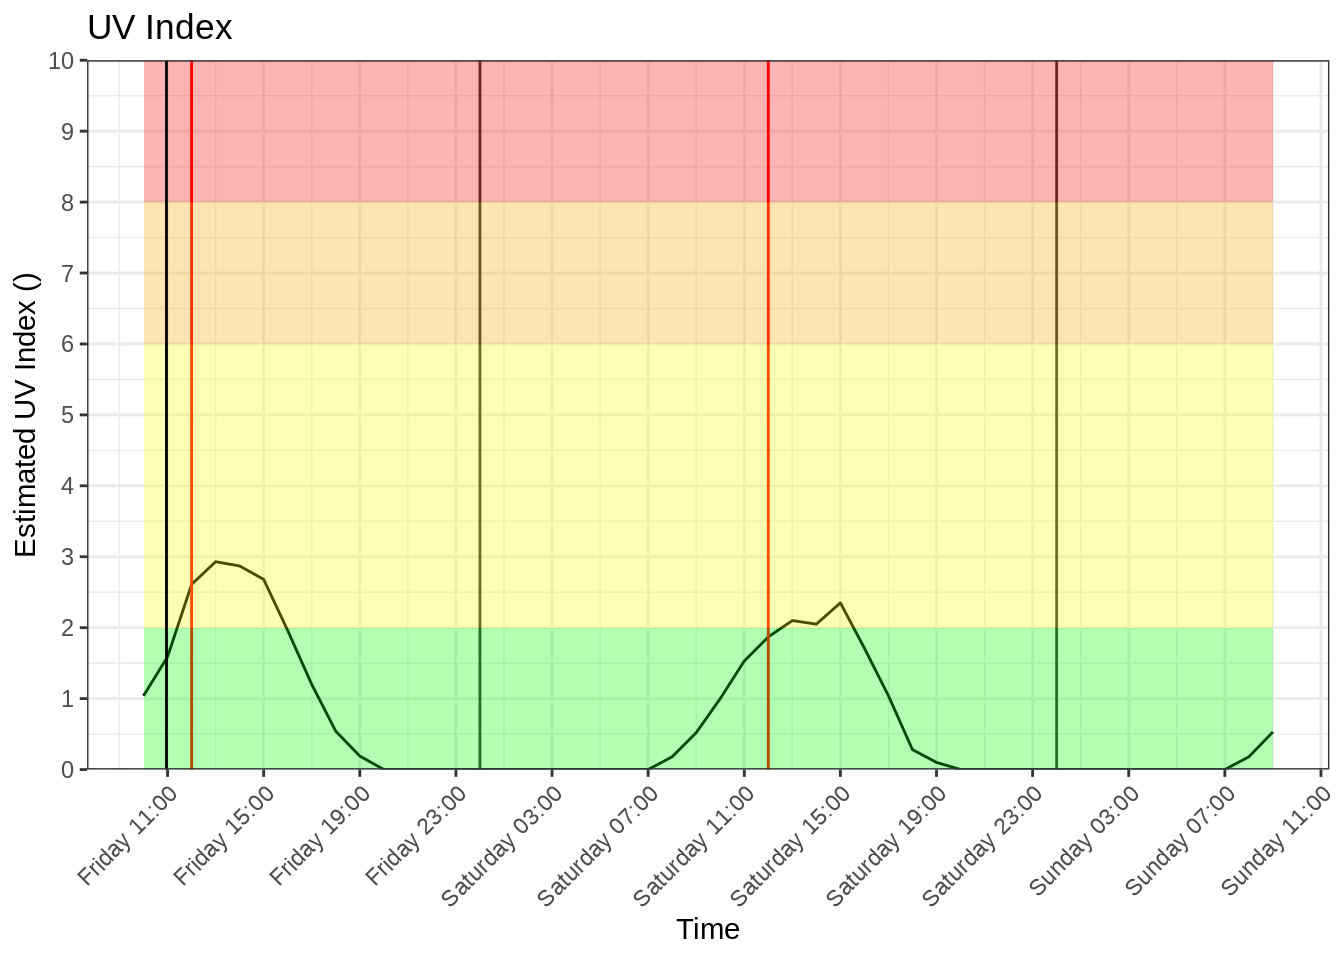 UV Index
Estimated UV Index ()
10
9
8
7
6
5
4
3
2
1
0
Friday 11:00
Friday 15:00
Friday 19:00
Friday 23:00
Saturday 03:00
Saturday 07:00
Saturday 11:00
Saturday 15:00
Saturday 19:00
Saturday 23:00
Sunday 03:00
Sunday 07:00
Sunday 11:00
Time